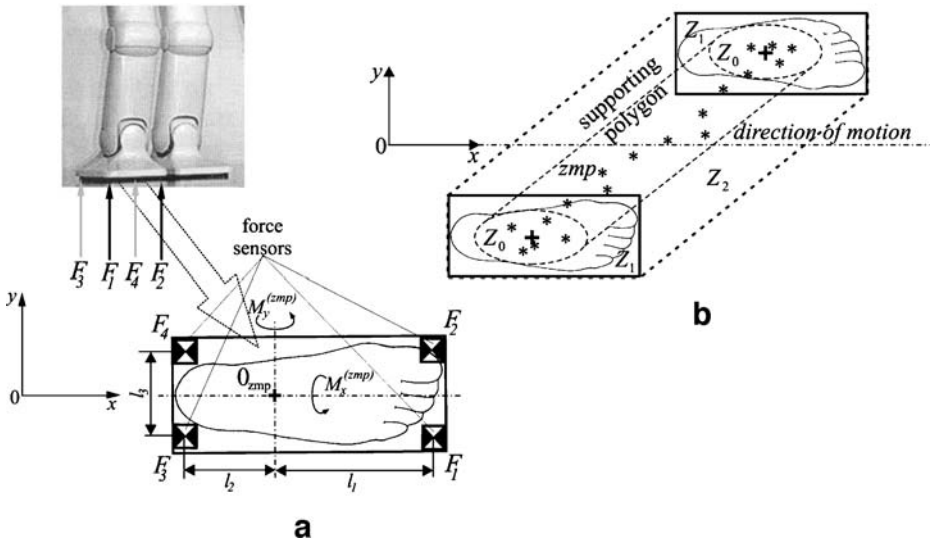 F3 F1 F4 F2
force
sensors
y
0
x
My(zmp)
F4
F2
l3
0zmp
Mx(zmp)
F3
F1
l2
l1
a
y
0
x
supporting
polygon
Z1
Z0
direction of motion
zmp
Z2
Z0
Z1
b